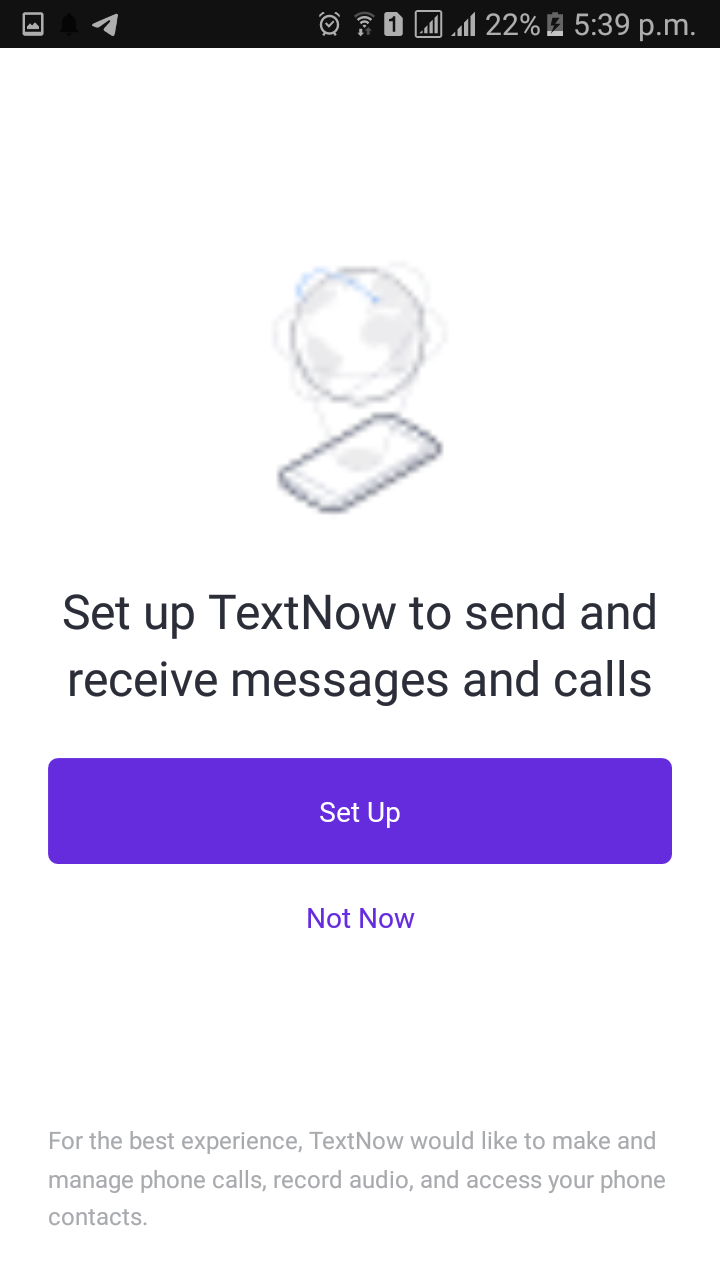 1 22% 5:39 p.m.
Set up TextNow to send and
receive messages and calls
Set Up
Not Now
For the best experience, TextNow would like to make and
manage phone calls, record audio, and access your phone
contacts.